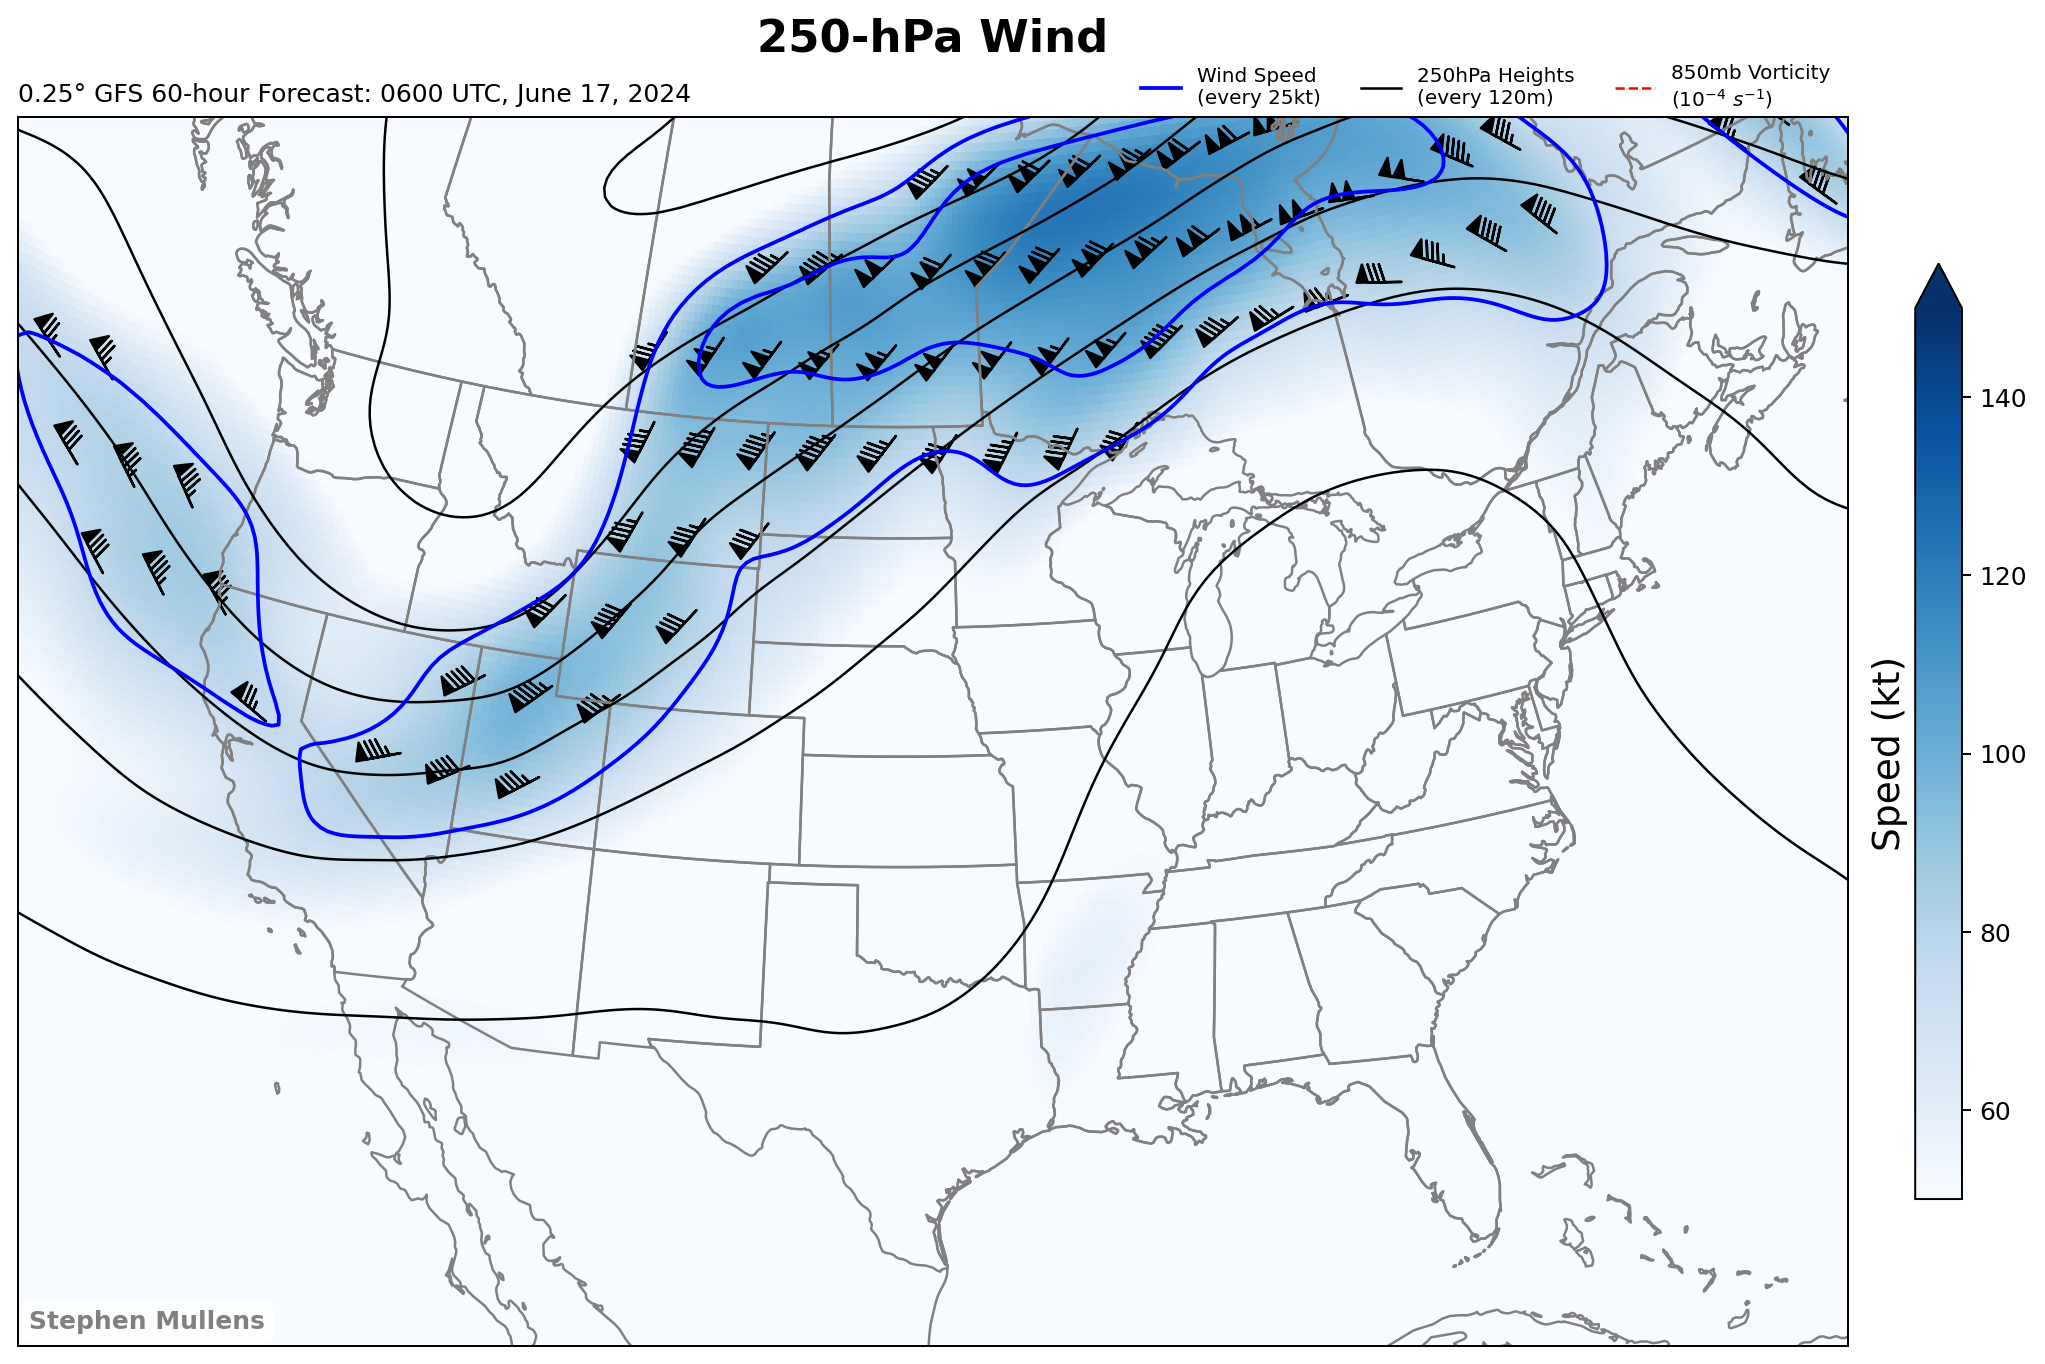 250-hPa Wind
0.25° GFS 60-hour Forecast: 0600 UTC, June 17, 2024
Wind Speed
(every 25kt)
250hPa Heights
(every 120m)
850mb Vorticity
(10⁻⁴ s⁻¹)
140
120
100
80
60
Speed (kt)
Stephen Mullens